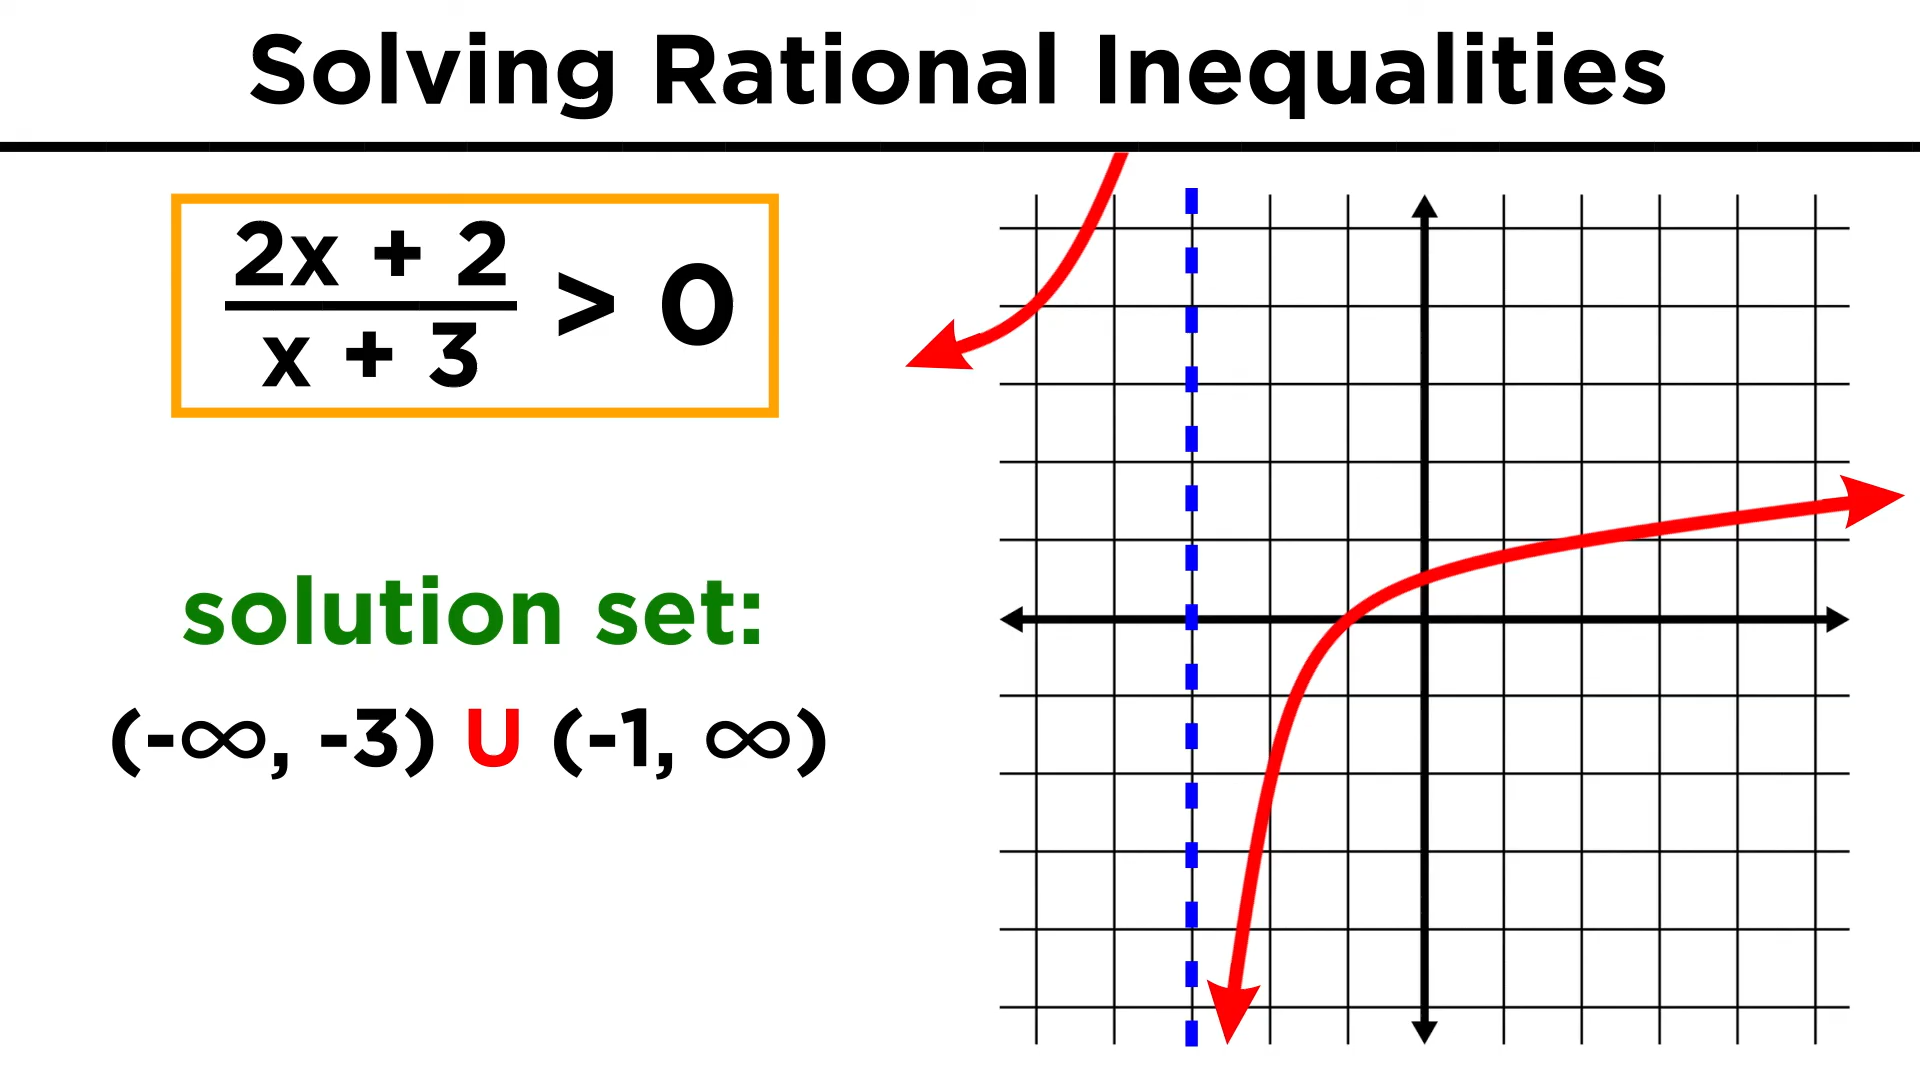 Solving Rational Inequalities
2x + 2
x + 3
> 0
solution set:
(-∞, -3) U (-1, ∞)